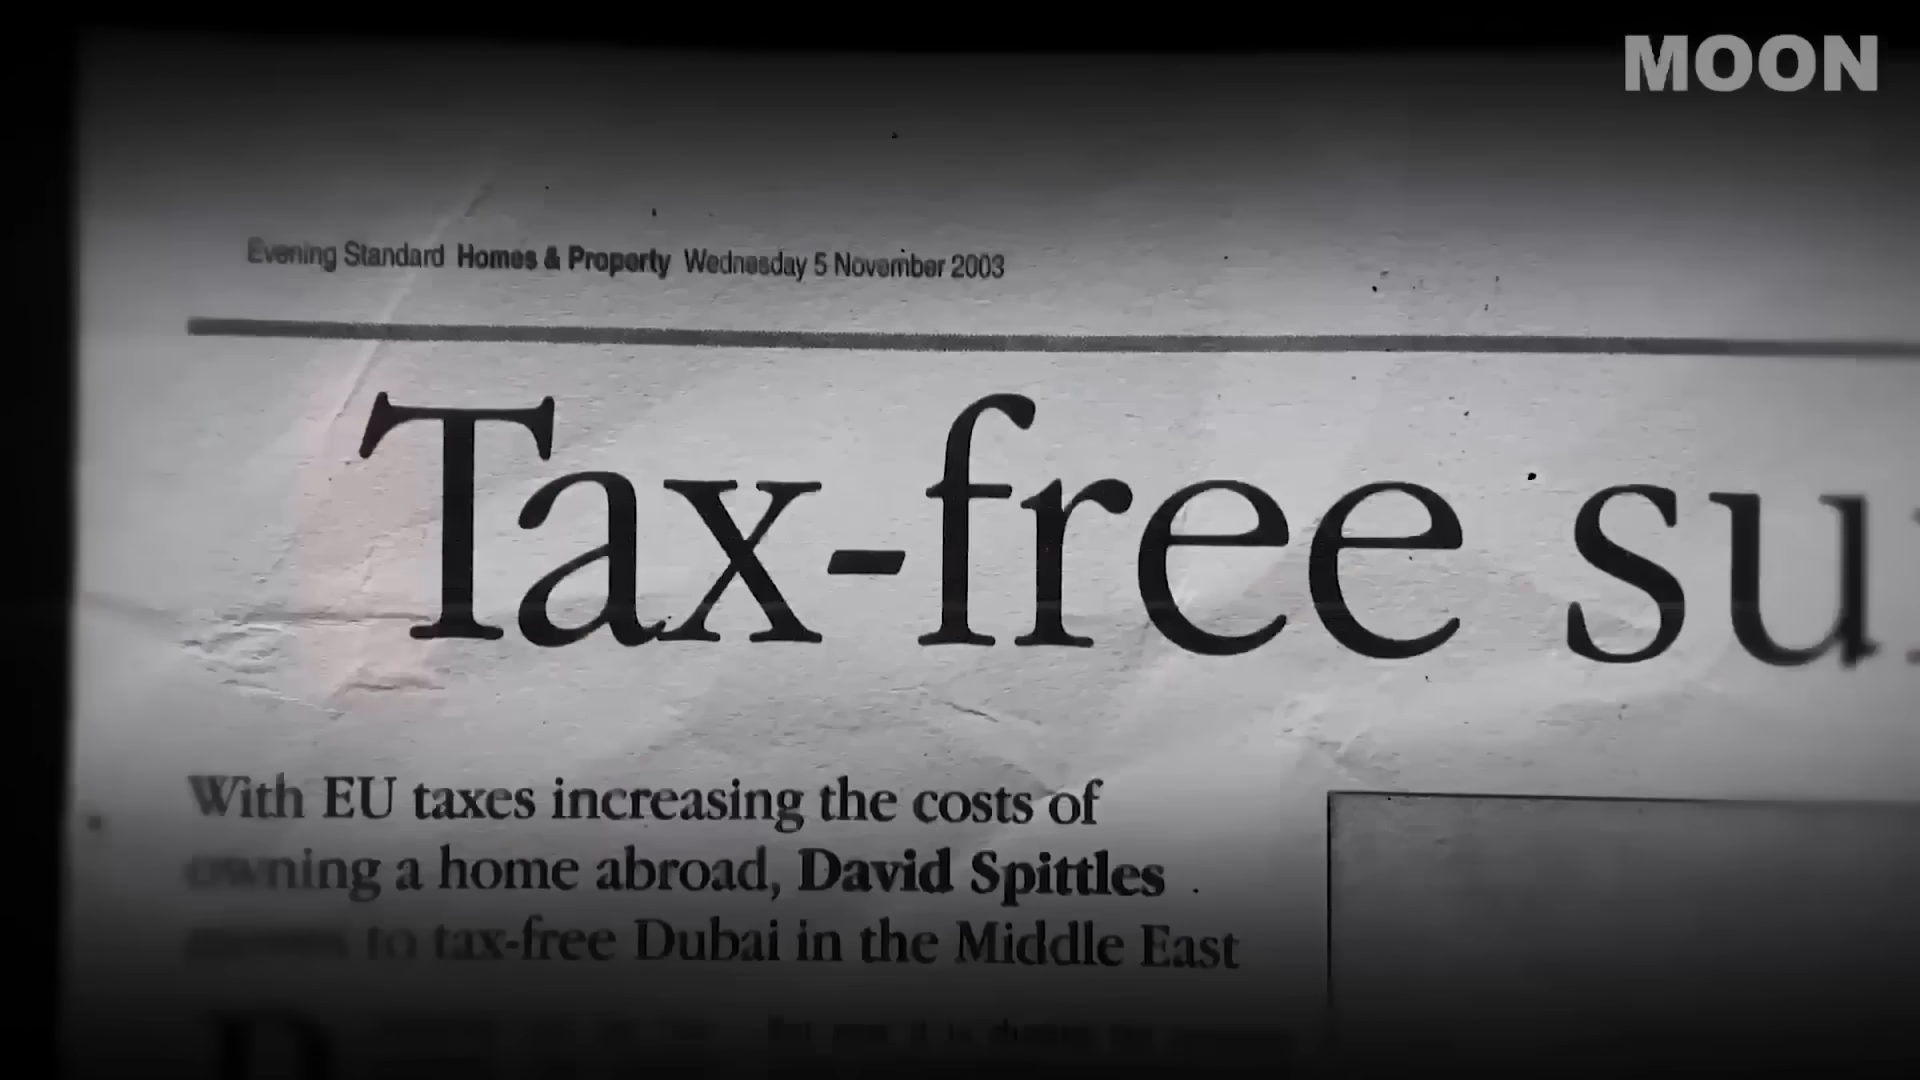 MOON
Evening Standard Homes & Property Wednesday 5 November 2003
Tax-free su
With EU taxes increasing the costs of
owning a home abroad, David Spittles
to tax-free Dubai in the Middle East